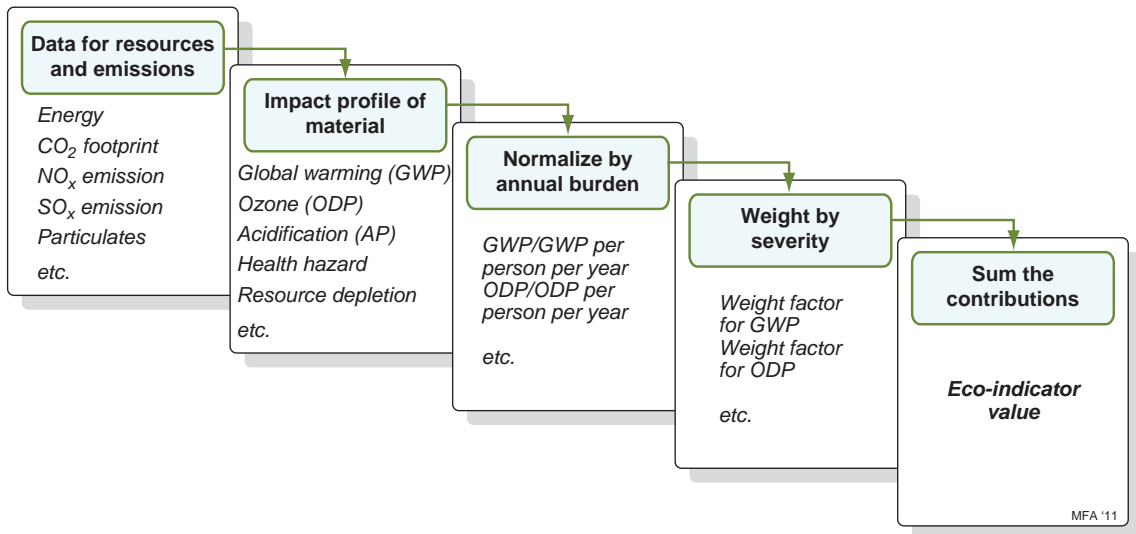 Data for resources
and emissions
Energy
CO₂ footprint
NOₓ emission
SOₓ emission
Particulates
etc.
Impact profile of
material
Global warming (GWP)
Ozone (ODP)
Acidification (AP)
Health hazard
Resource depletion
etc.
Normalize by
annual burden
GWP/GWP per
person per year
ODP/ODP per
person per year
etc.
Weight by
severity
Weight factor
for GWP
Weight factor
for ODP
etc.
Sum the
contributions
Eco-indicator
value
MFA ‘11